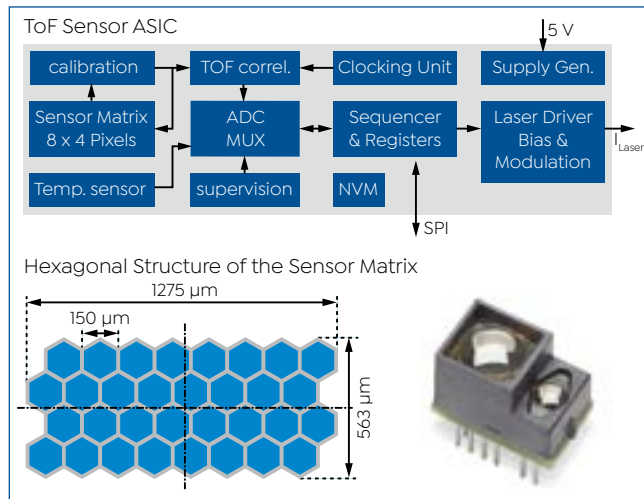 ToF Sensor ASIC
5 V
calibration
TOF correl.
Clocking Unit
Supply Gen.
Sensor Matrix
8 x 4 Pixels
ADC
MUX
Sequencer
& Registers
Laser Driver
Bias &
Modulation
I Laser
Temp. sensor
supervision
NVM
SPI
Hexagonal Structure of the Sensor Matrix
1275 µm
150 µm
563 µm